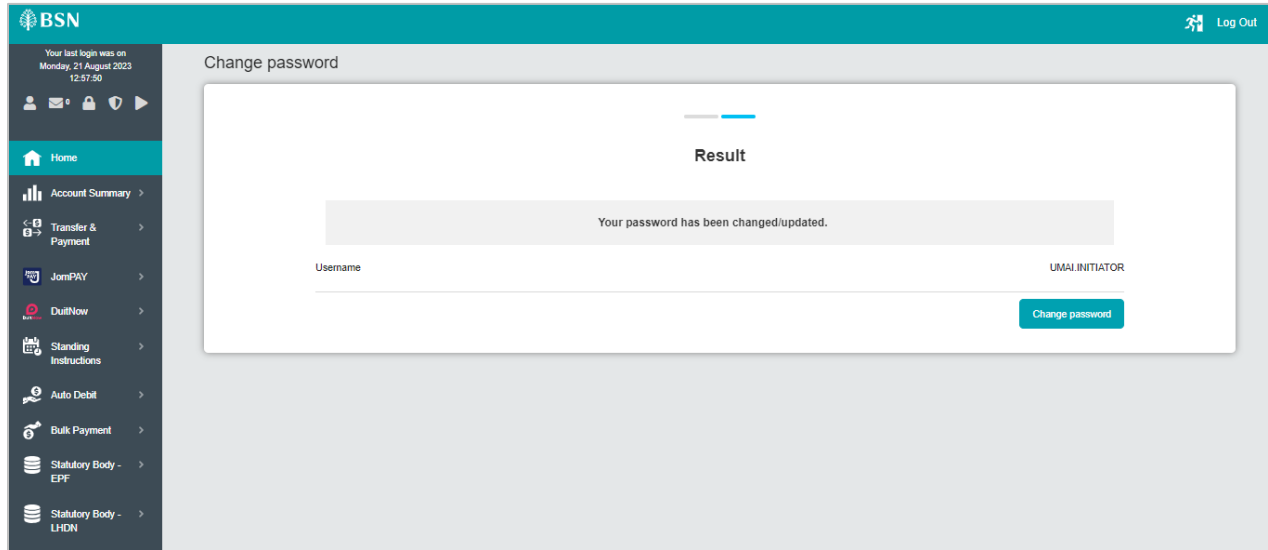 BSN
Log Out
Your last login was on
Monday, 21 August 2023
12:57:50
0
Change password
Result
Your password has been changed/updated.
Username UMAI.INITIATOR
Change password
Home
Account Summary
Transfer &
Payment
JomPAY
DuitNow
Standing
Instructions
Auto Debit
Bulk Payment
Statutory Body -
EPF
Statutory Body -
LHDN